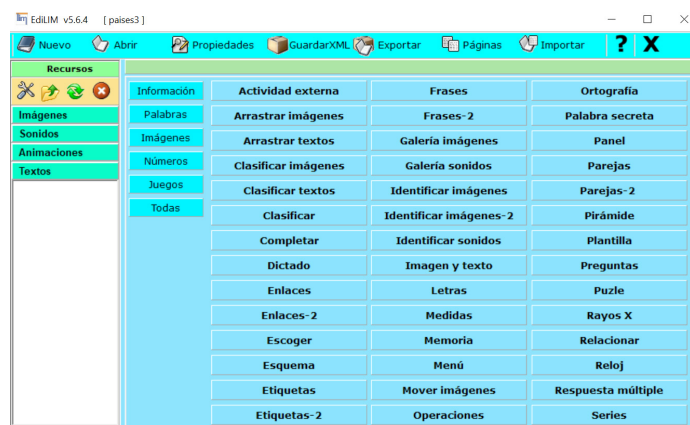 EdiLIM v5.6.4 [ paises3 ]
Nuevo Abrir Propiedades GuardarXML Exportar Páginas Importar ? X
Recursos
Imágenes
Sonidos
Animaciones
Textos
Información
Palabras
Imágenes
Números
Juegos
Todas
Actividad externa Frases Ortografía
Arrastrar imágenes Frases-2 Palabra secreta
Arrastrar textos Galería imágenes Panel
Clasificar imágenes Galería sonidos Parejas
Clasificar textos Identificar imágenes Parejas-2
Clasificar Identificar imágenes-2 Pirámide
Completar Identificar sonidos Plantilla
Dictado Imagen y texto Preguntas
Enlaces Letras Puzle
Enlaces-2 Medidas Rayos X
Escoger Memoria Relacionar
Esquema Menú Reloj
Etiquetas Mover imágenes Respuesta múltiple
Etiquetas-2 Operaciones Series